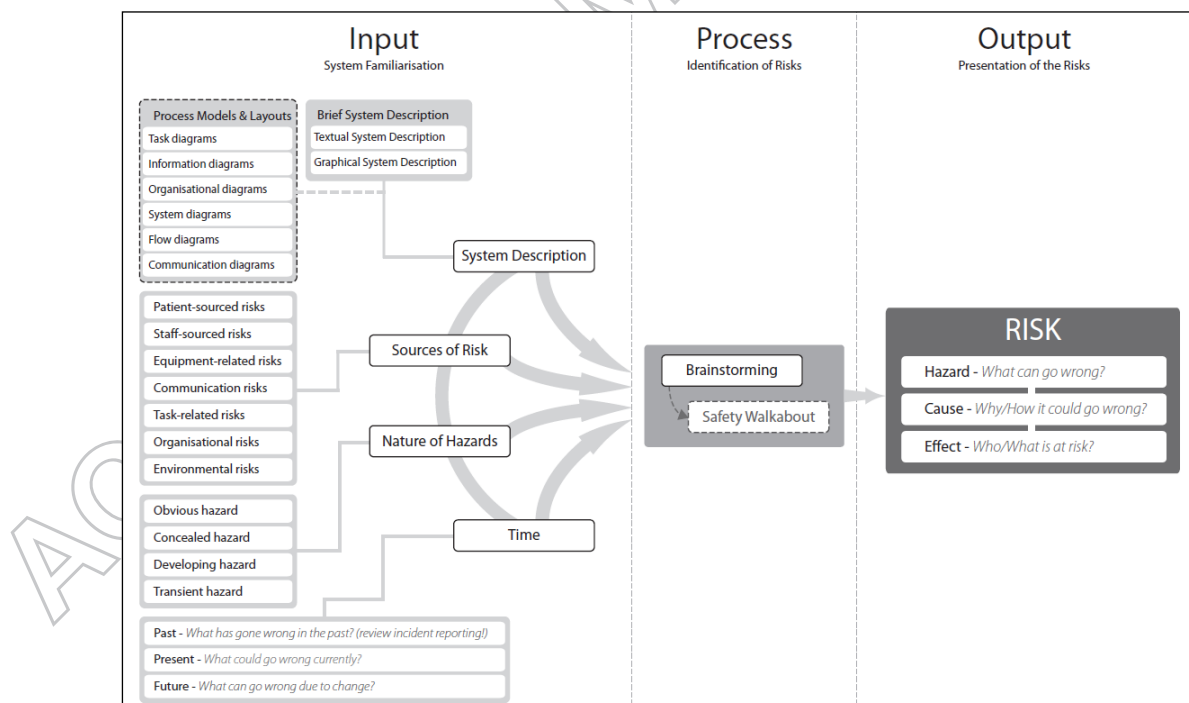 Input
System Familiarisation
Process
Identification of Risks
Output
Presentation of the Risks
Process Models & Layouts
Task diagrams
Information diagrams
Organisational diagrams
System diagrams
Flow diagrams
Communication diagrams
Brief System Description
Textual System Description
Graphical System Description
System Description
Patient-sourced risks
Staff-sourced risks
Equipment-related risks
Communication risks
Task-related risks
Organisational risks
Environmental risks
Sources of Risk
Nature of Hazards
Obvious hazard
Concealed hazard
Developing hazard
Transient hazard
Time
Past - What has gone wrong in the past? (review incident reporting!)
Present - What could go wrong currently?
Future - What can go wrong due to change?
Brainstorming
Safety Walkabout
RISK
Hazard - What can go wrong?
Cause - Why/How it could go wrong?
Effect - Who/What is at risk?